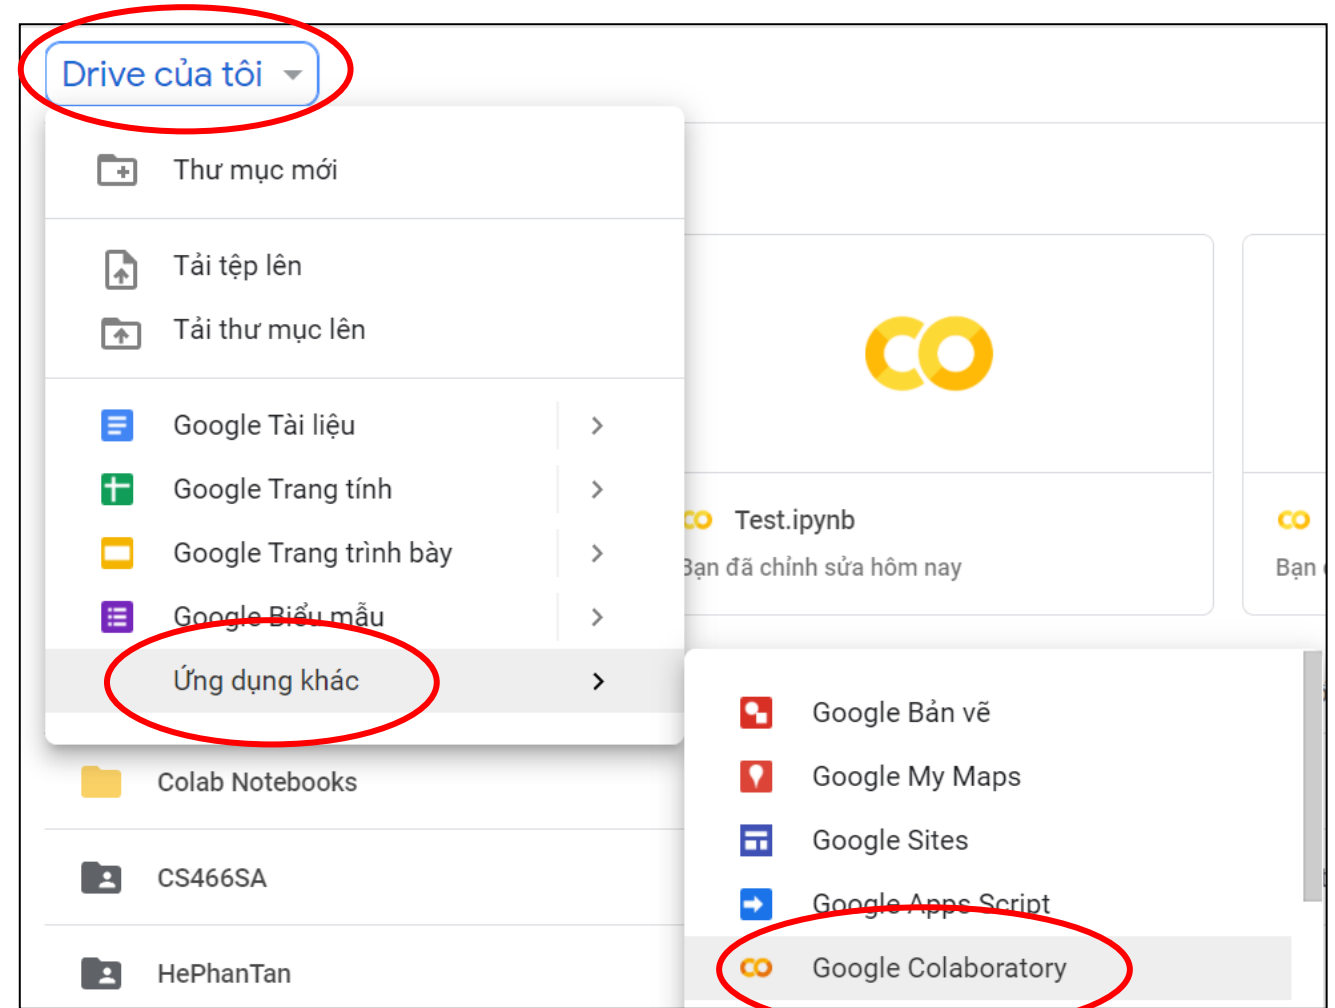 Drive của tôi
Thư mục mới
Tải tệp lên
Tải thư mục lên
Google Tài liệu
Google Trang tính
Google Trang trình bày
Google Biểu mẫu
Ứng dụng khác
Test.ipynb
Bạn đã chỉnh sửa hôm nay
Bạn
Google Bản vẽ
Google My Maps
Google Sites
Google Apps Script
Google Colaboratory
Colab Notebooks
CS466SA
HePhanTan